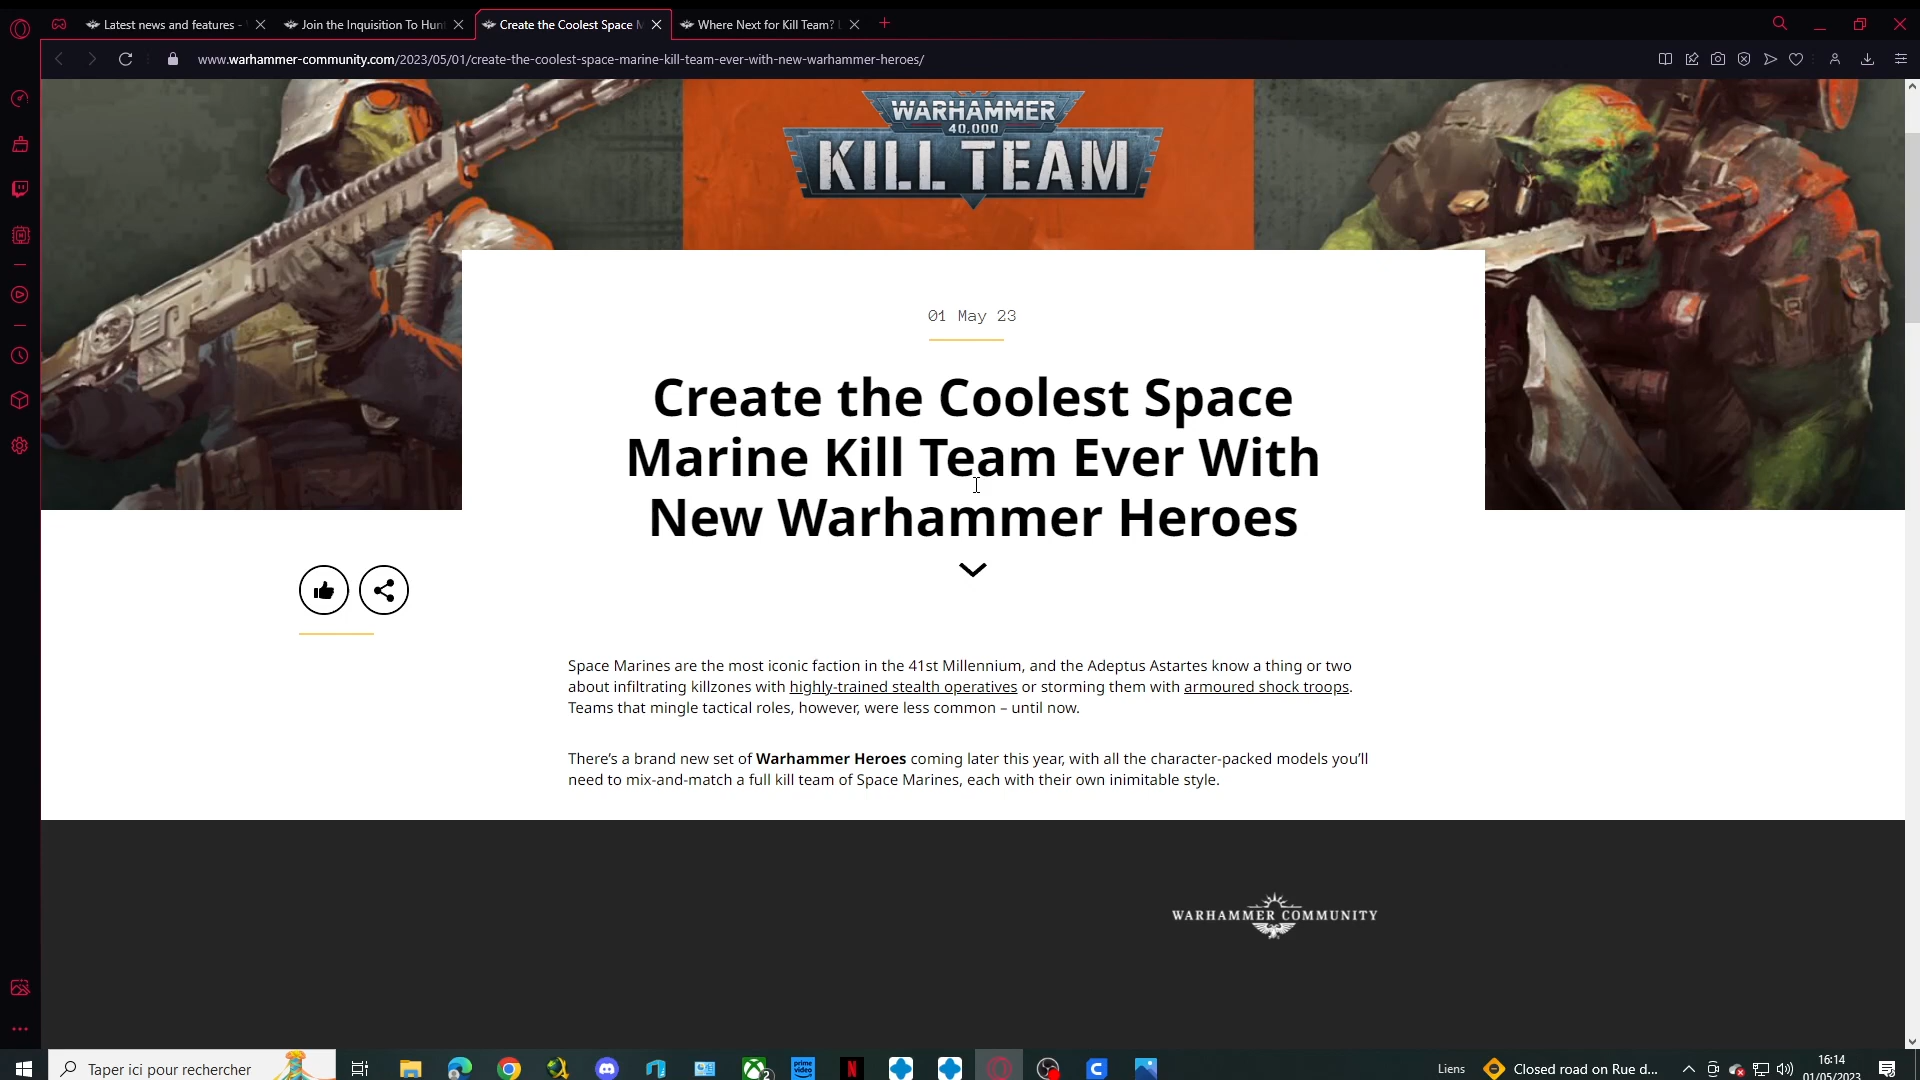 Latest news and features -
Join the Inquisition To Hun
Create the Coolest Space M
Where Next for Kill Team?
www.warhammer-community.com/2023/05/01/create-the-coolest-space-marine-kill-team-ever-with-new-warhammer-heroes/
WARHAMMER
40,000
KILL TEAM
01 May 23
Create the Coolest Space
Marine Kill Team Ever With
New Warhammer Heroes
Space Marines are the most iconic faction in the 41st Millennium, and the Adeptus Astartes know a thing or two
about infiltrating killzones with highly-trained stealth operatives or storming them with armoured shock troops.
Teams that mingle tactical roles, however, were less common – until now.
There’s a brand new set of Warhammer Heroes coming later this year, with all the character-packed models you’ll
need to mix-and-match a full kill team of Space Marines, each with their own inimitable style.
WARHAMMER COMMUNITY
Taper ici pour rechercher
2
prime video
N
C
Liens
Closed road on Rue d...
16:14
01/05/2023